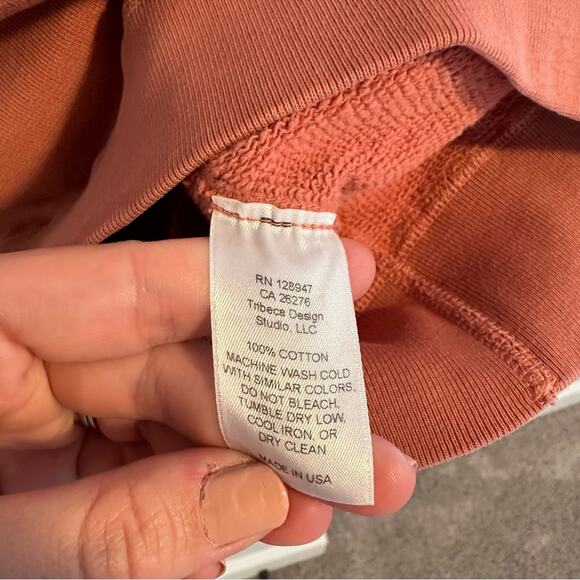 RN 128947
CA 26276
Tribeca Design
Studio, LLC
100% COTTON
MACHINE WASH COLD
WITH SIMILAR COLORS.
DO NOT BLEACH.
TUMBLE DRY LOW.
COOL IRON, OR
DRY CLEAN
MADE IN USA